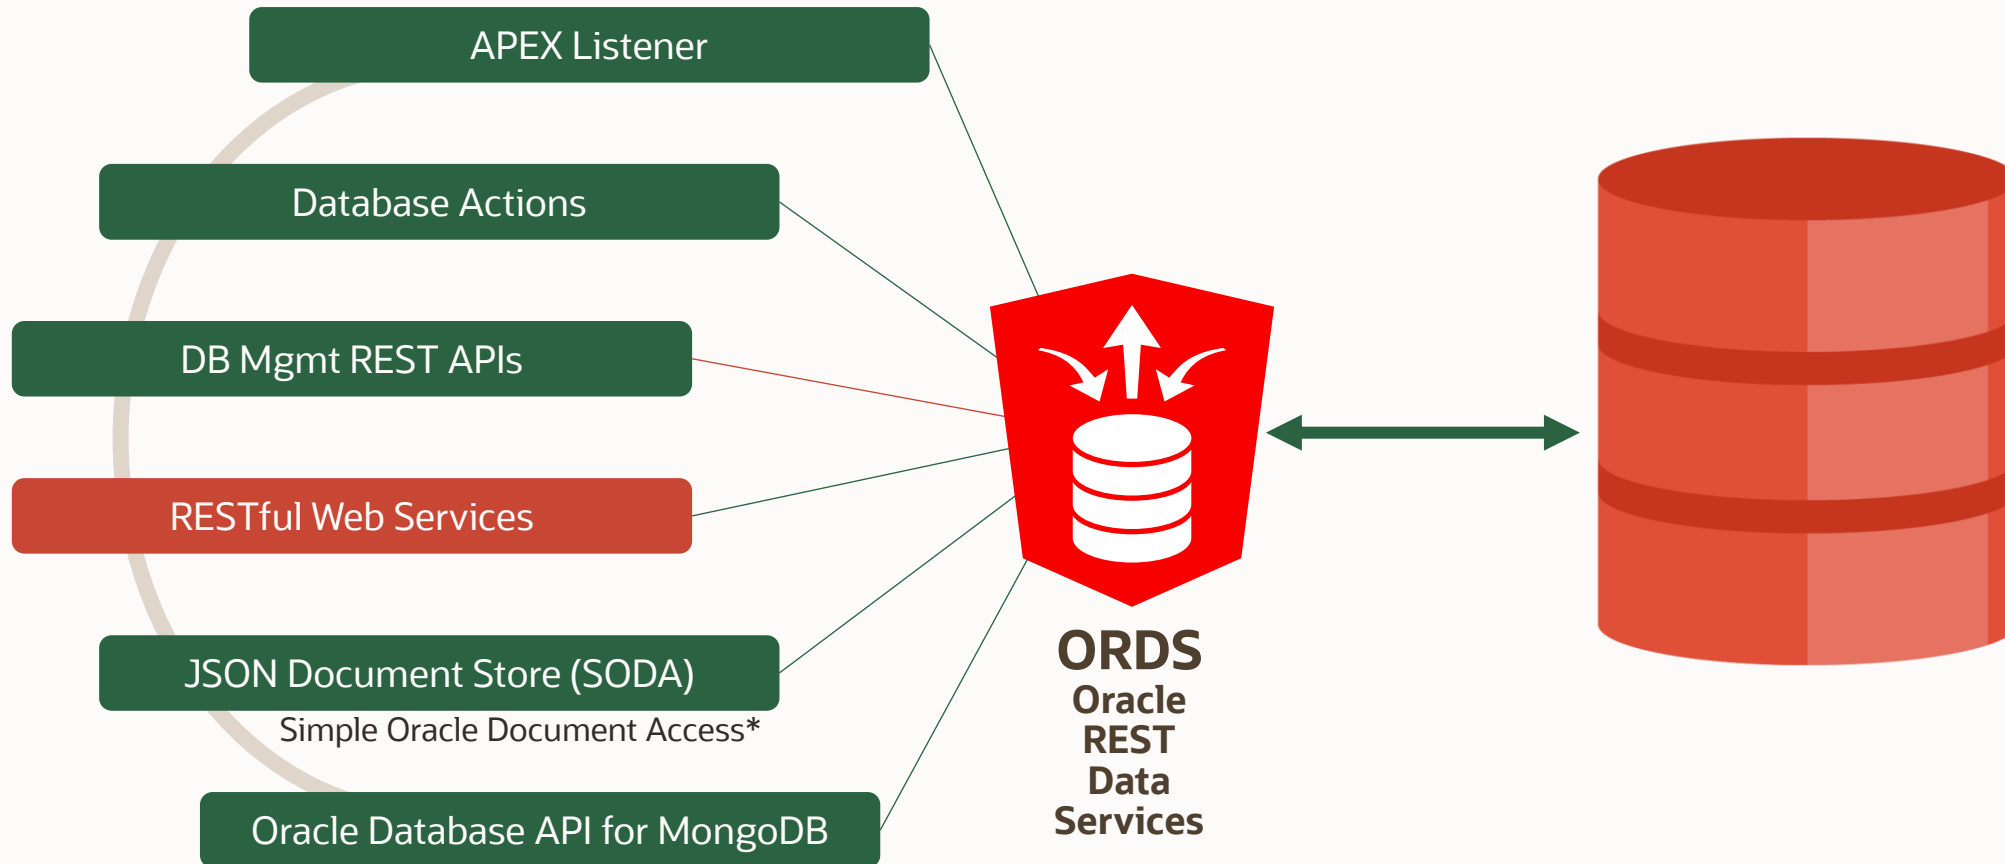 APEX Listener
Database Actions
DB Mgmt REST APIs
RESTful Web Services
JSON Document Store (SODA)
Simple Oracle Document Access*
Oracle Database API for MongoDB
ORDS
Oracle
REST
Data
Services